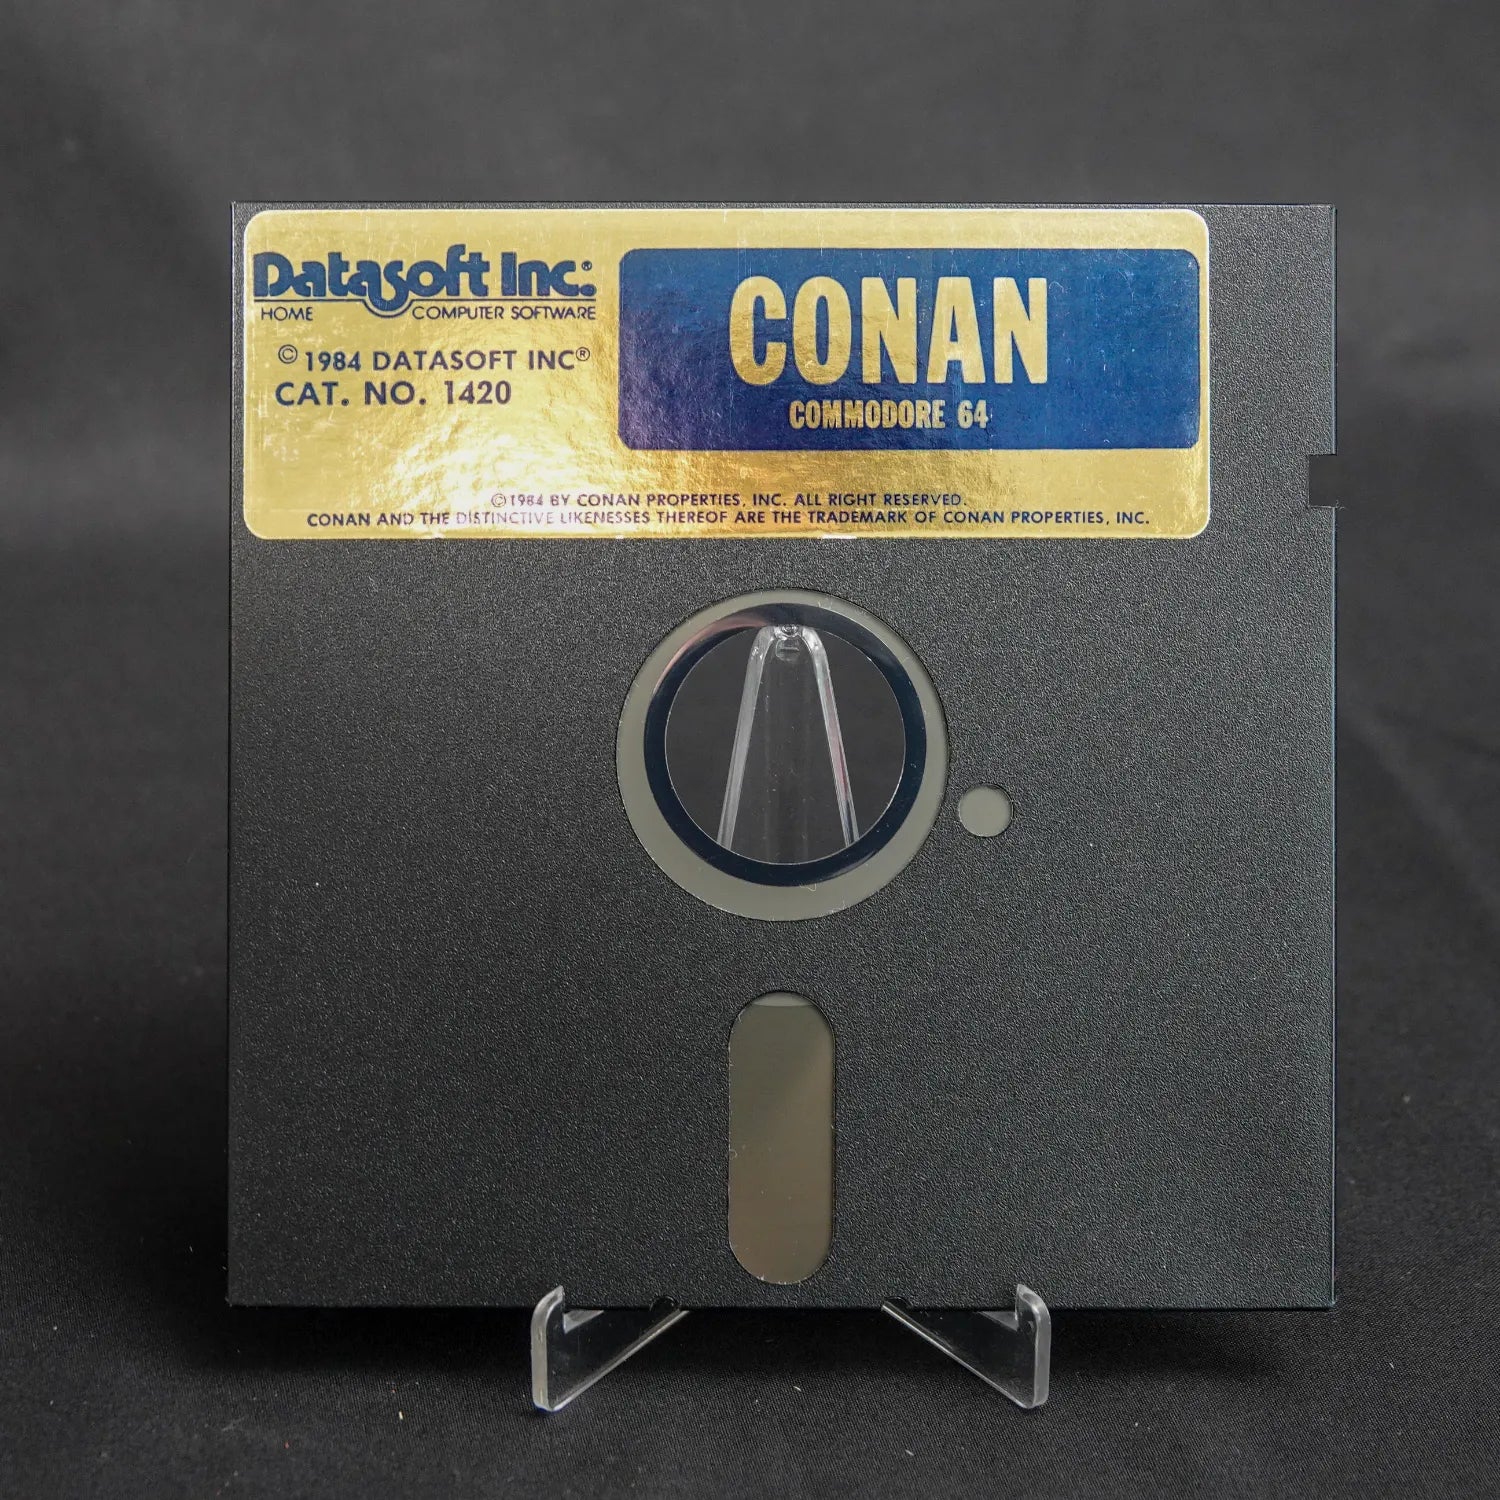 Datasoft Inc.®
HOME COMPUTER SOFTWARE
© 1984 DATASOFT INC®
CAT. NO. 1420
CONAN
COMMODORE 64
© 1984 BY CONAN PROPERTIES, INC. ALL RIGHT RESERVED.
CONAN AND THE DISTINCTIVE LIKENESSES THEREOF ARE THE TRADEMARK OF CONAN PROPERTIES, INC.